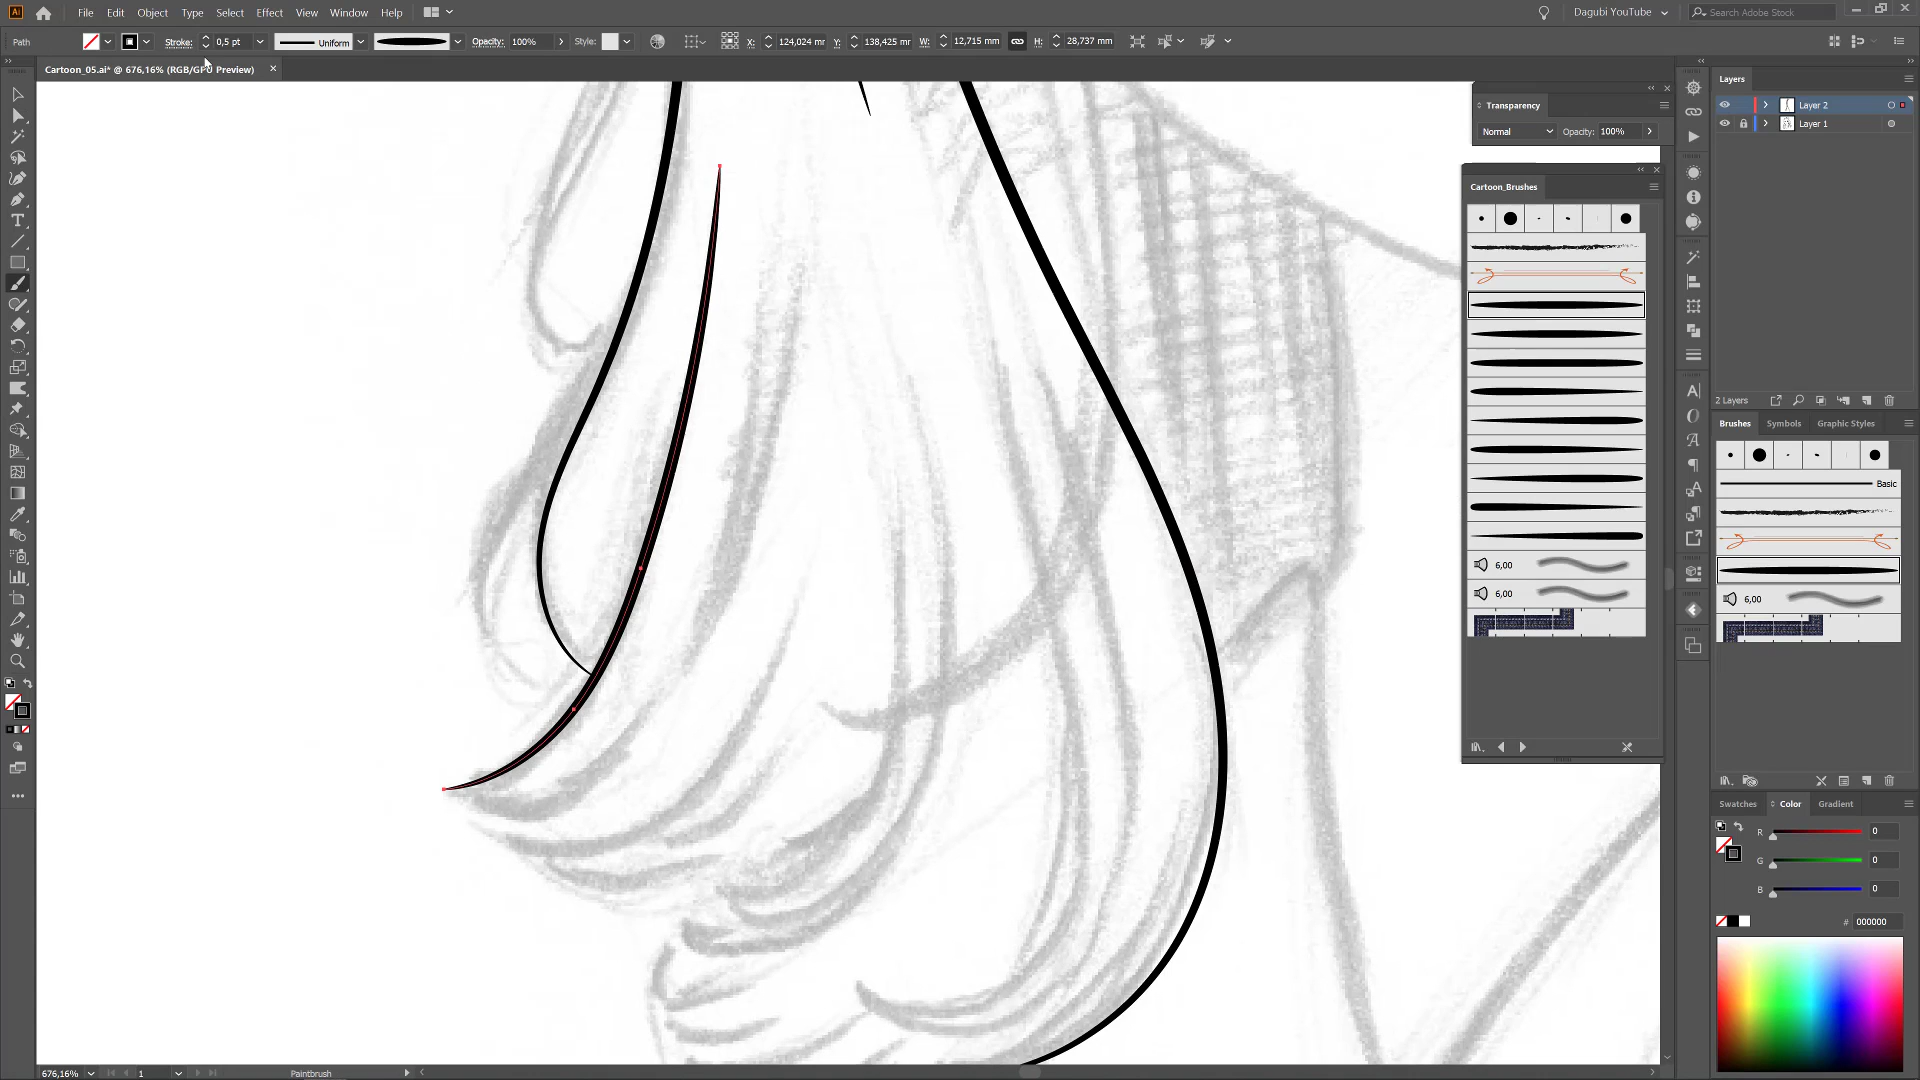 Ai File Edit Object Type Select Effect View Window Help Dagubi YouTube Search Adobe Stock
Path Stroke: 0,5 pt Uniform Opacity: 100% Style: X: 124,024 mr Y: 138,425 mr W: 12,715 mm H: 28,737 mm
Cartoon_05.ai* @ 676,16% (RGB/GPU Preview)
Layers
Layer 2
Layer 1
2 Layers
Transparency
Normal Opacity: 100%
Cartoon_Brushes
6,00
6,00
Brushes Symbols Graphic Styles
Basic
6,00
Swatches Color Gradient
R 0
G 0
B 0
# 000000
676,16% 1 Paintbrush